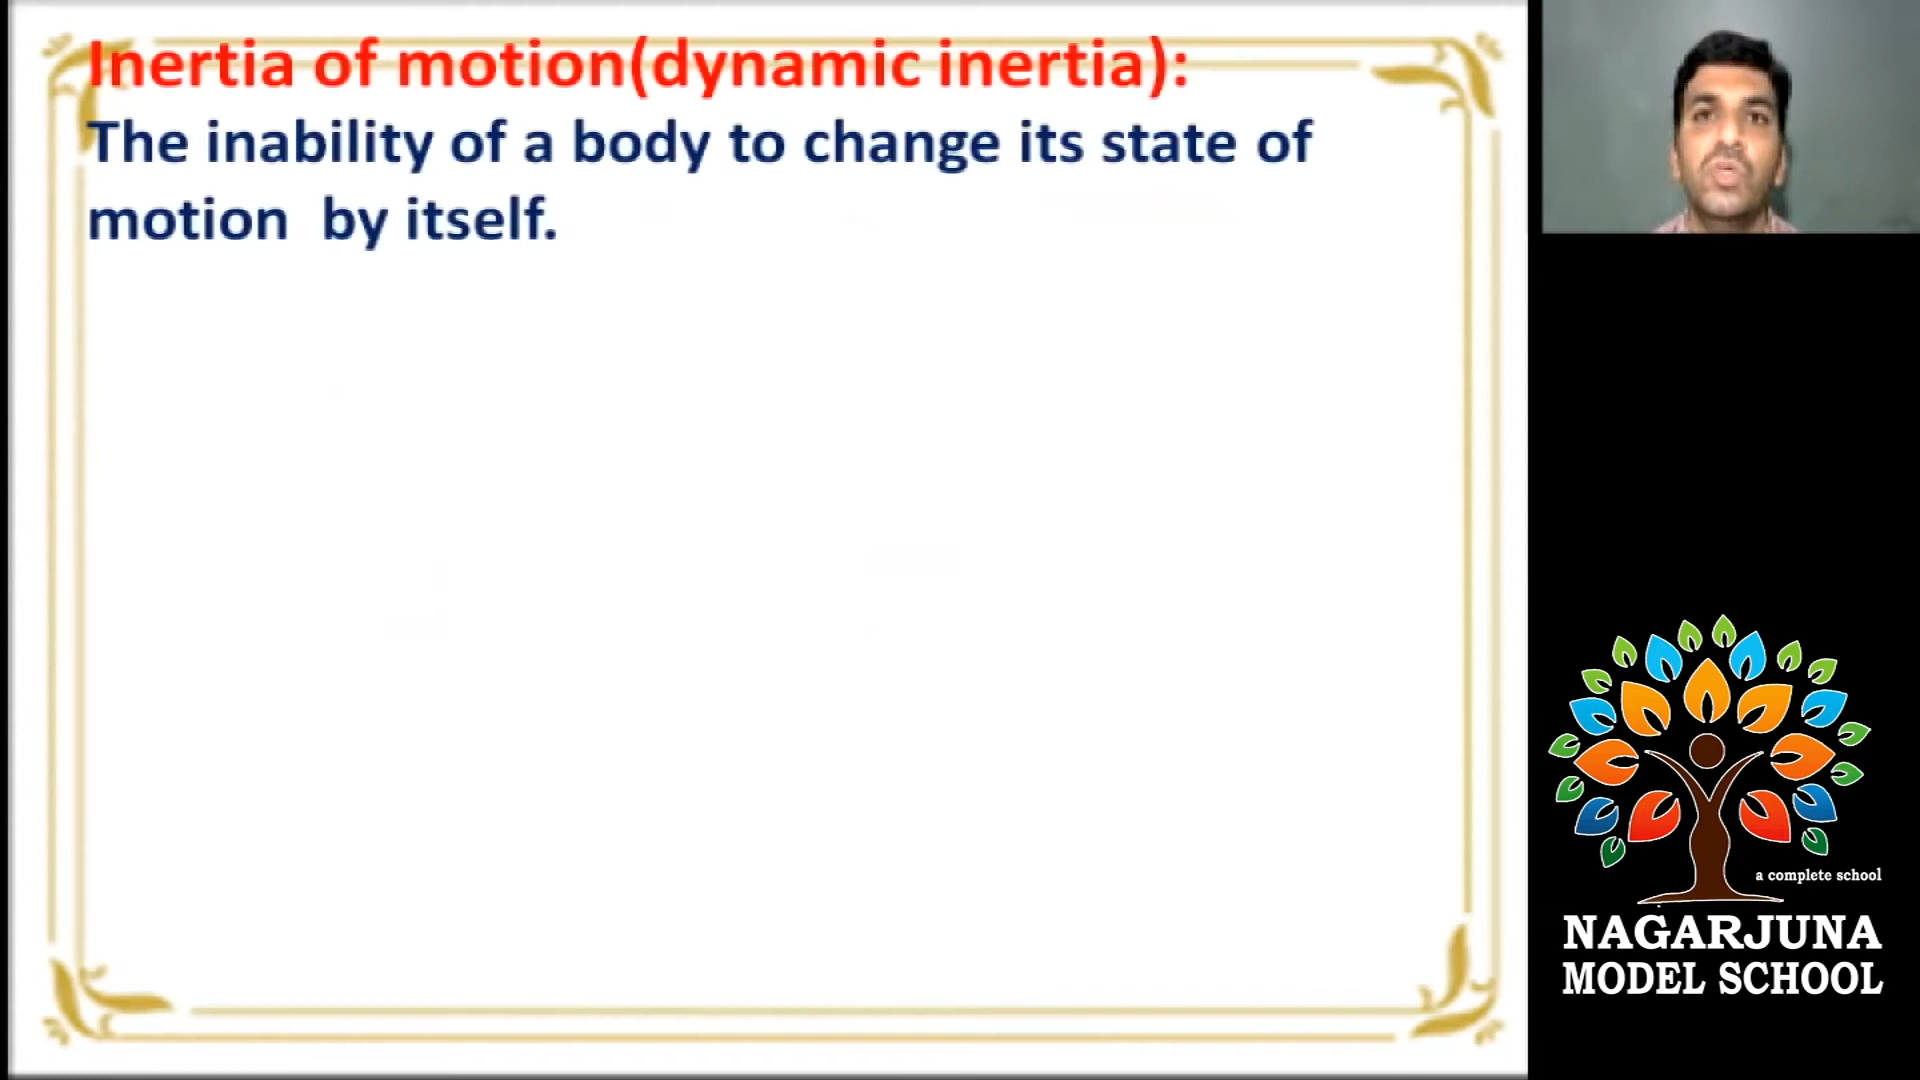 Inertia of motion(dynamic inertia):
The inability of a body to change its state of
motion  by itself.
a complete school
NAGARJUNA
MODEL SCHOOL